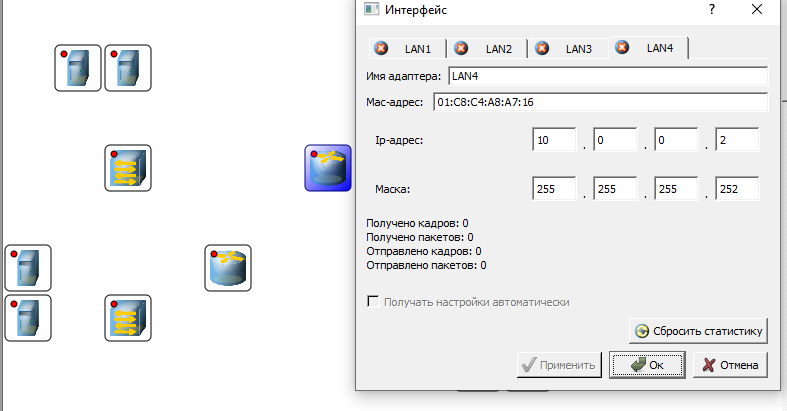 Интерфейс
?
LAN1 LAN2 LAN3 LAN4
Имя адаптера: LAN4
Mac-адрес: 01:C8:C4:A8:A7:16
Ip-адрес: 10 . 0 . 0 . 2
Маска: 255 . 255 . 255 . 252
Получено кадров: 0
Получено пакетов: 0
Отправлено кадров: 0
Отправлено пакетов: 0
Получать настройки автоматически
Сбросить статистику
Применить Ок Отмена